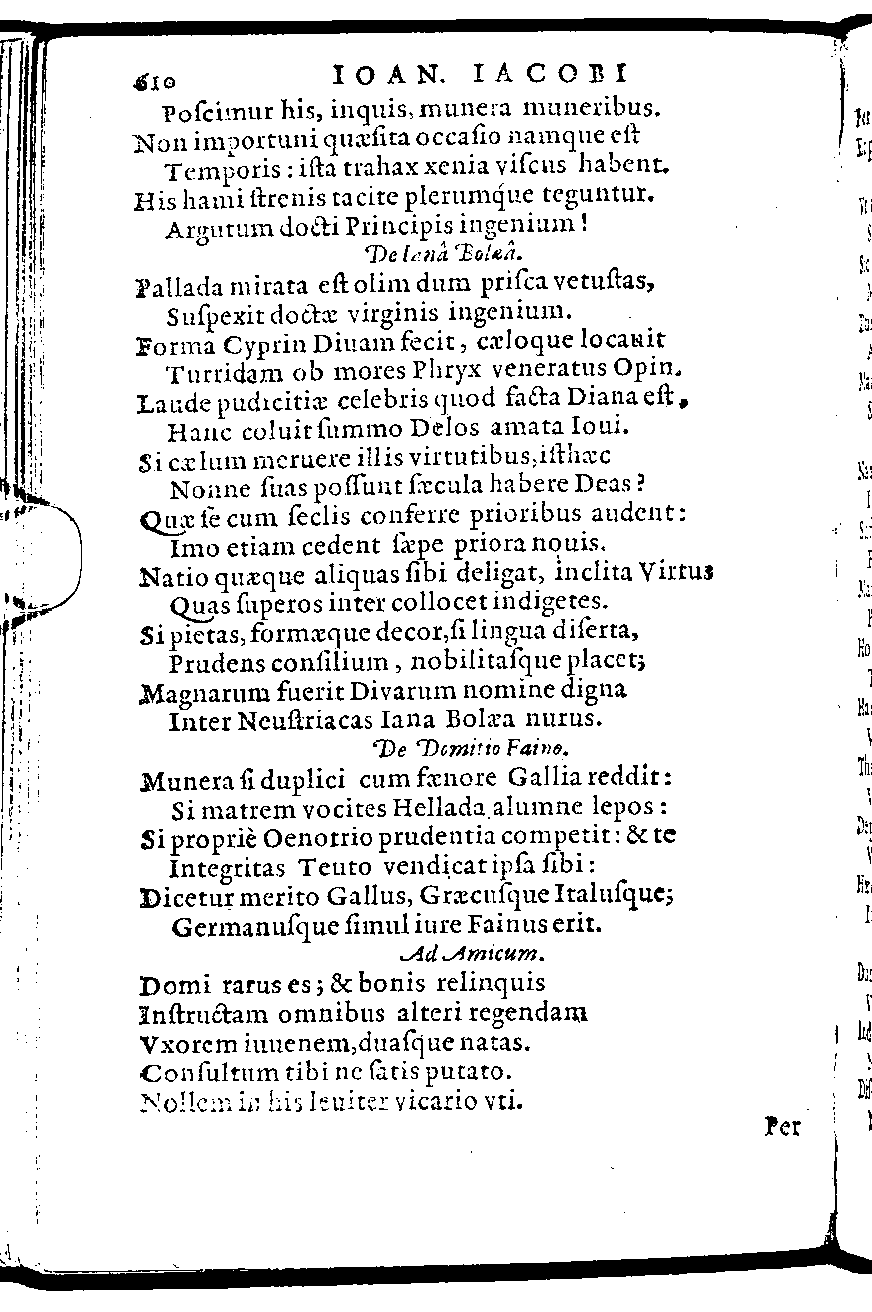 610 IOAN. IACOBI
Poſcimur his, inquis, munera muneribus.
Non importuni quæſita occaſio namque eſt
Temporis : iſta trahax xenia viſcus habent.
His hami ſtrenis tacite plerumq́ue teguntur.
Argutum docti Principis ingenium !
De Ianâ Bolæâ.
Pallada mirata eſt olim dum priſca vetuſtas,
Suſpexit doctæ virginis ingenium.
Forma Cyprin Diuam fecit, cæloque locauit
Turridam ob mores Phryx veneratus Opin.
Laude pudicitiæ celebris quod facta Diana eſt,
Hanc coluit ſummo Delos amata Ioui.
Si cælum meruere illis virtutibus, iſthæc
Nonne ſuas poſſunt ſæcula habere Deas ?
Quæ ſe cum ſeclis conferre prioribus audent :
Imo etiam cedent ſæpe priora nouis.
Natio quæque aliquas ſibi deligat, inclita Virtus
Quas ſuperos inter collocet indigetes.
Si pietas, formæque decor, ſi lingua diſerta,
Prudens conſilium, nobilitaſque placet;
Magnarum fuerit Divarum nomine digna
Inter Neuſtriacas Iana Bolæa nurus.
De Domitio Faino.
Munera ſi duplici cum fænore Gallia reddit :
Si matrem vocites Hellada alumne lepos :
Si propriè Oenotrio prudentia competit : & te
Integritas Teuto vendicat ipſa ſibi :
Dicetur merito Gallus, Græcuſque Italuſque;
Germanuſque ſimul iure Fainus erit.
Ad Amicum.
Domi rarus es ; & bonis relinquis
Inſtructam omnibus alteri regendam
Vxorem iuuenem, duaſque natas.
Conſultum tibi ne ſatis putato.
Nollem in his leuiter vicario vti.
Per